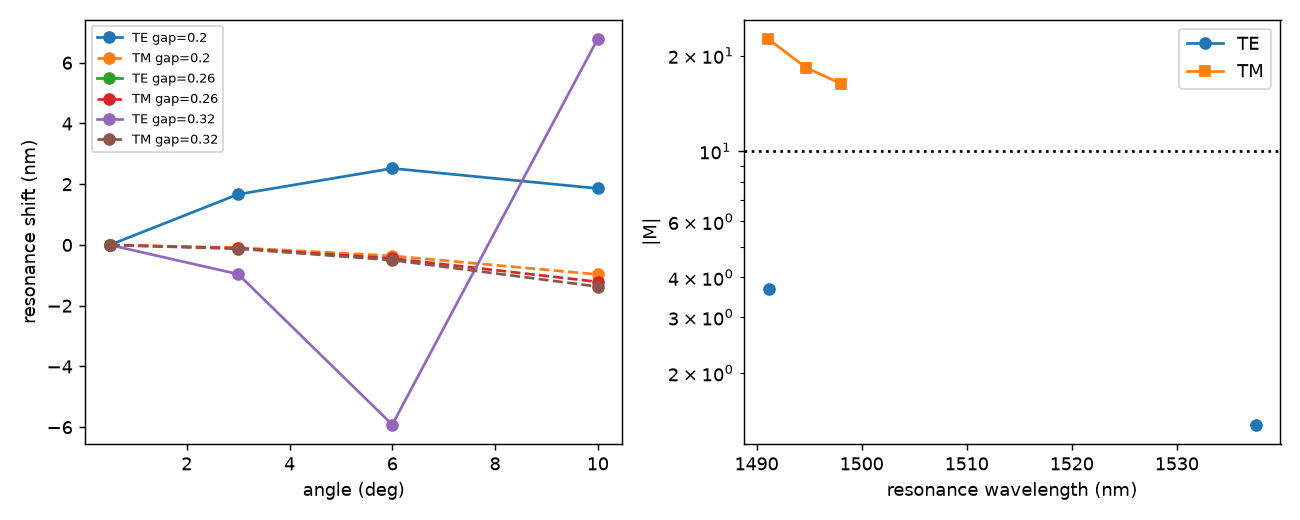 TE gap=0.2
TM gap=0.2
TE gap=0.26
TM gap=0.26
TE gap=0.32
TM gap=0.32
resonance shift (nm)
6
4
2
0
−2
−4
−6
2 4 6 8 10
angle (deg)
TE
TM
|M|
2 × 10¹
10¹
6 × 10⁰
4 × 10⁰
3 × 10⁰
2 × 10⁰
1490 1500 1510 1520 1530
resonance wavelength (nm)